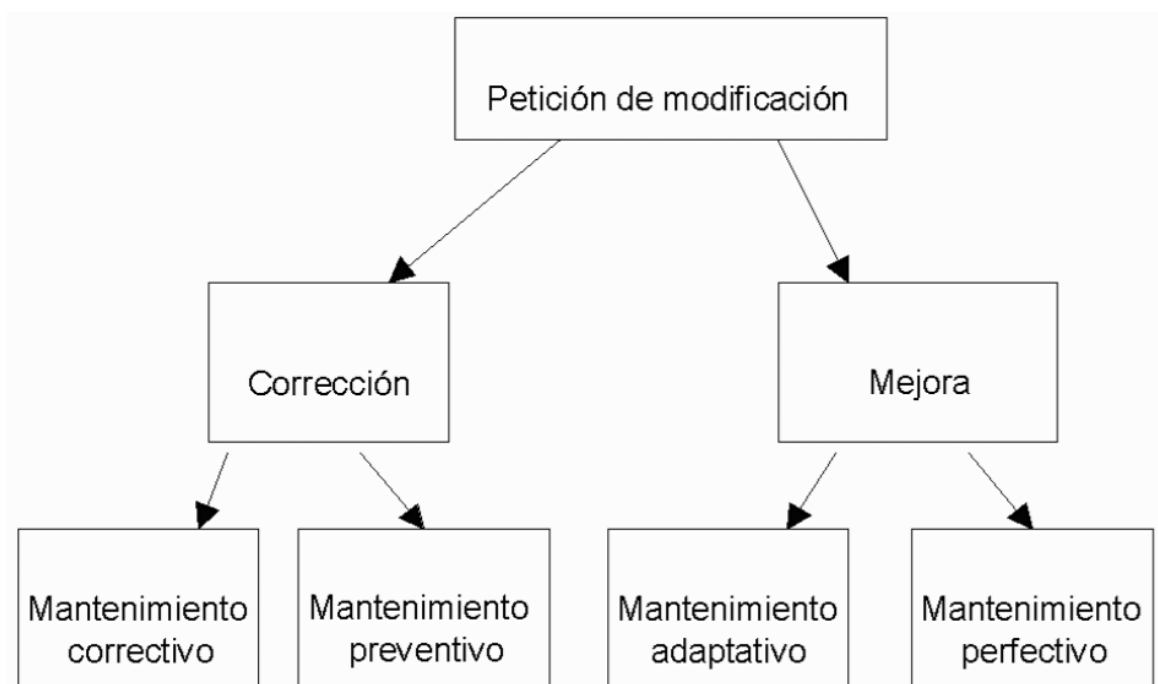 Petición de modificación
Corrección
Mejora
Mantenimiento
correctivo
Mantenimiento
preventivo
Mantenimiento
adaptativo
Mantenimiento
perfectivo